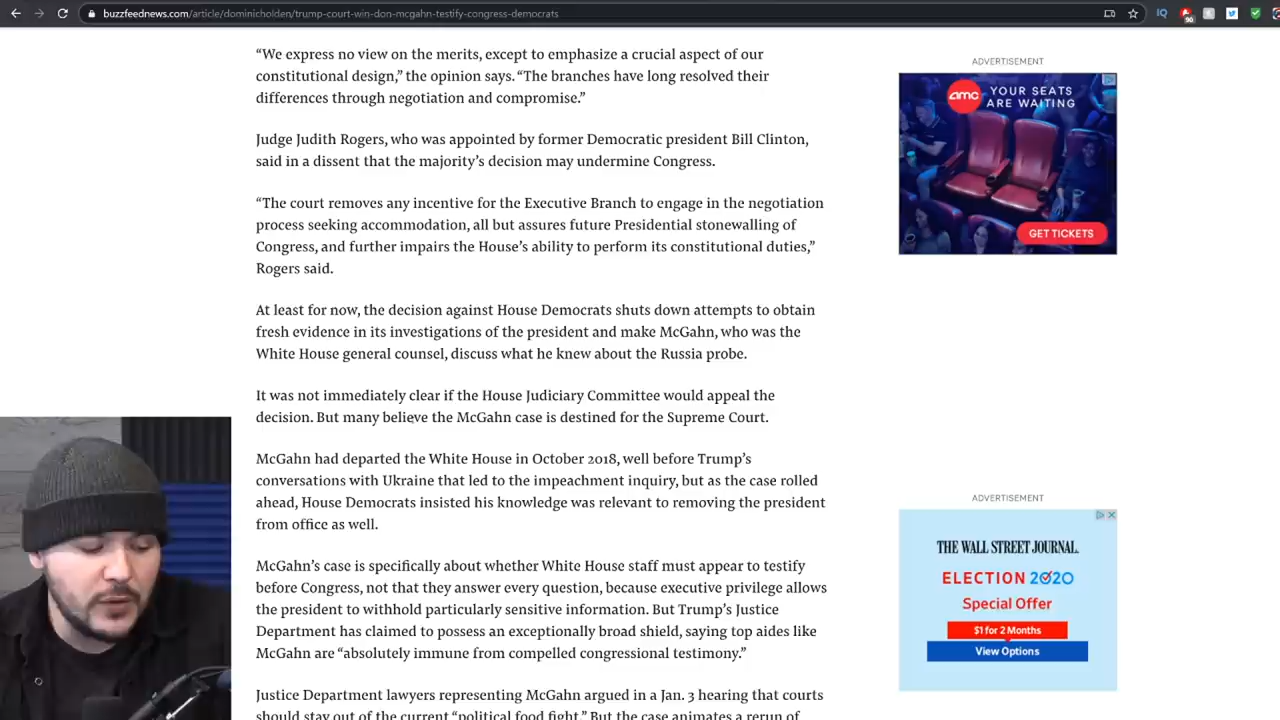 buzzfeednews.com/article/dominicholden/trump-court-win-don-mcgahn-testify-congress-democrats
“We express no view on the merits, except to emphasize a crucial aspect of our
constitutional design,” the opinion says. “The branches have long resolved their
differences through negotiation and compromise.”
Judge Judith Rogers, who was appointed by former Democratic president Bill Clinton,
said in a dissent that the majority’s decision may undermine Congress.
“The court removes any incentive for the Executive Branch to engage in the negotiation
process seeking accommodation, all but assures future Presidential stonewalling of
Congress, and further impairs the House’s ability to perform its constitutional duties,”
Rogers said.
At least for now, the decision against House Democrats shuts down attempts to obtain
fresh evidence in its investigations of the president and make McGahn, who was the
White House general counsel, discuss what he knew about the Russia probe.
It was not immediately clear if the House Judiciary Committee would appeal the
decision. But many believe the McGahn case is destined for the Supreme Court.
McGahn had departed the White House in October 2018, well before Trump’s
conversations with Ukraine that led to the impeachment inquiry, but as the case rolled
ahead, House Democrats insisted his knowledge was relevant to removing the president
from office as well.
McGahn’s case is specifically about whether White House staff must appear to testify
before Congress, not that they answer every question, because executive privilege allows
the president to withhold particularly sensitive information. But Trump’s Justice
Department has claimed to possess an exceptionally broad shield, saying top aides like
McGahn are “absolutely immune from compelled congressional testimony.”
Justice Department lawyers representing McGahn argued in a Jan. 3 hearing that courts
should stay out of the current “political food fight.” But the case animates a rerun of
ADVERTISEMENT
amc
YOUR SEATS
ARE WAITING
GET TICKETS
ADVERTISEMENT
THE WALL STREET JOURNAL.
ELECTION 2020
Special Offer
$1 for 2 Months
View Options
IQ
90